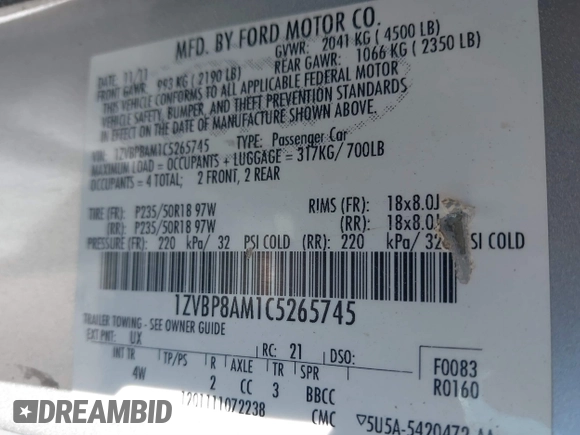 MFD. BY FORD MOTOR CO.
DATE: 11/11 GVWR: 2041 KG ( 4500 LB)
FRONT GAWR: 993 KG ( 2190 LB) REAR GAWR: 1066 KG ( 2350 LB)
THIS VEHICLE CONFORMS TO ALL APPLICABLE FEDERAL MOTOR
VEHICLE SAFETY, BUMPER, AND THEFT PREVENTION STANDARDS
IN EFFECT ON THE DATE OF MANUFACTURE SHOWN ABOVE.
VIN: 1ZVBP8AM1C5265745 TYPE: Passenger Car
MAXIMUM LOAD = OCCUPANTS + LUGGAGE = 317KG/700LB
OCCUPANTS = 4 TOTAL; 2 FRONT, 2 REAR
TIRE (FR): P235/50R18 97W RIMS (FR): 18x8.0J
(RR): P235/50R18 97W (RR): 18x8.0J
PRESSURE (FR): 220 kPa/ 32 PSI COLD (RR): 220 kPa/ 32 SI COLD
1ZVBP8AM1C5265745
TRAILER TOWING - SEE OWNER GUIDE
EXT PNT: UX RC: 21 DSO:
INT TR TP/PS R AXLE TR SPR F0083
4W 2 CC 3 BBCC R0160
1201111072238 CMC ▽5U5A-5420472-AA
DREAMBID